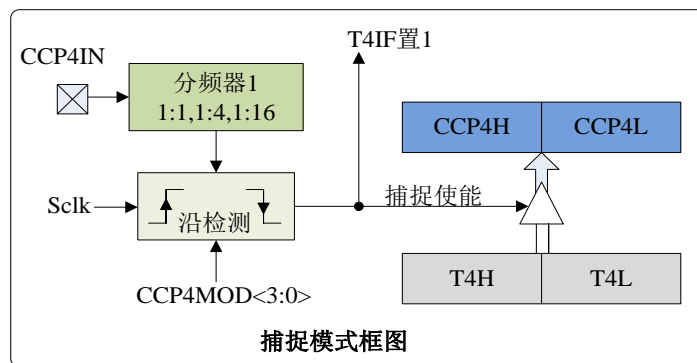 T4IF置1
CCP4IN
分频器1
1:1,1:4,1:16
CCP4H
CCP4L
Sclk
沿检测
捕捉使能
CCP4MOD<3:0>
T4H
T4L
捕捉模式框图